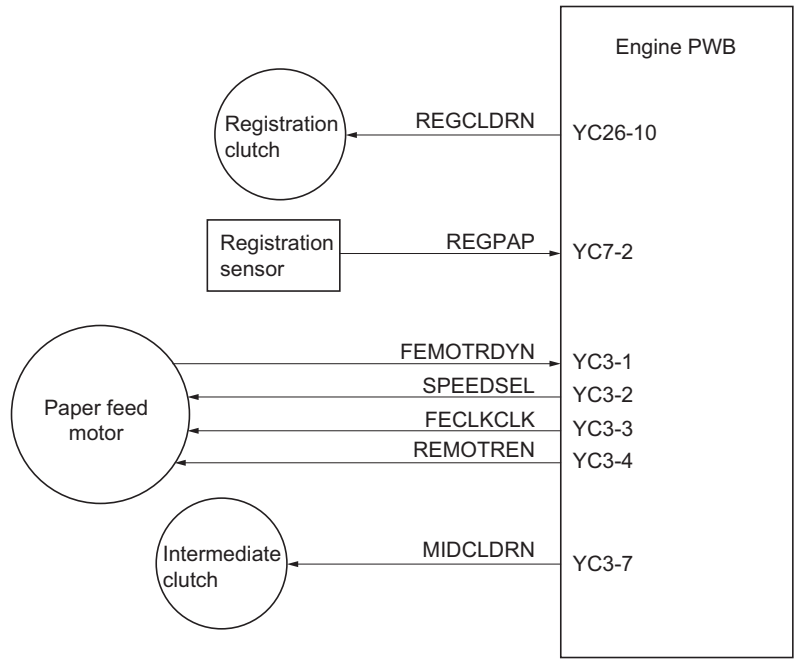 Engine PWB
Registration
clutch
REGCLDRN
YC26-10
Registration
sensor
REGPAP
YC7-2
Paper feed
motor
FEMOTRDYN
YC3-1
SPEEDSEL
YC3-2
FECLKCLK
YC3-3
REMOTREN
YC3-4
Intermediate
clutch
MIDCLDRN
YC3-7